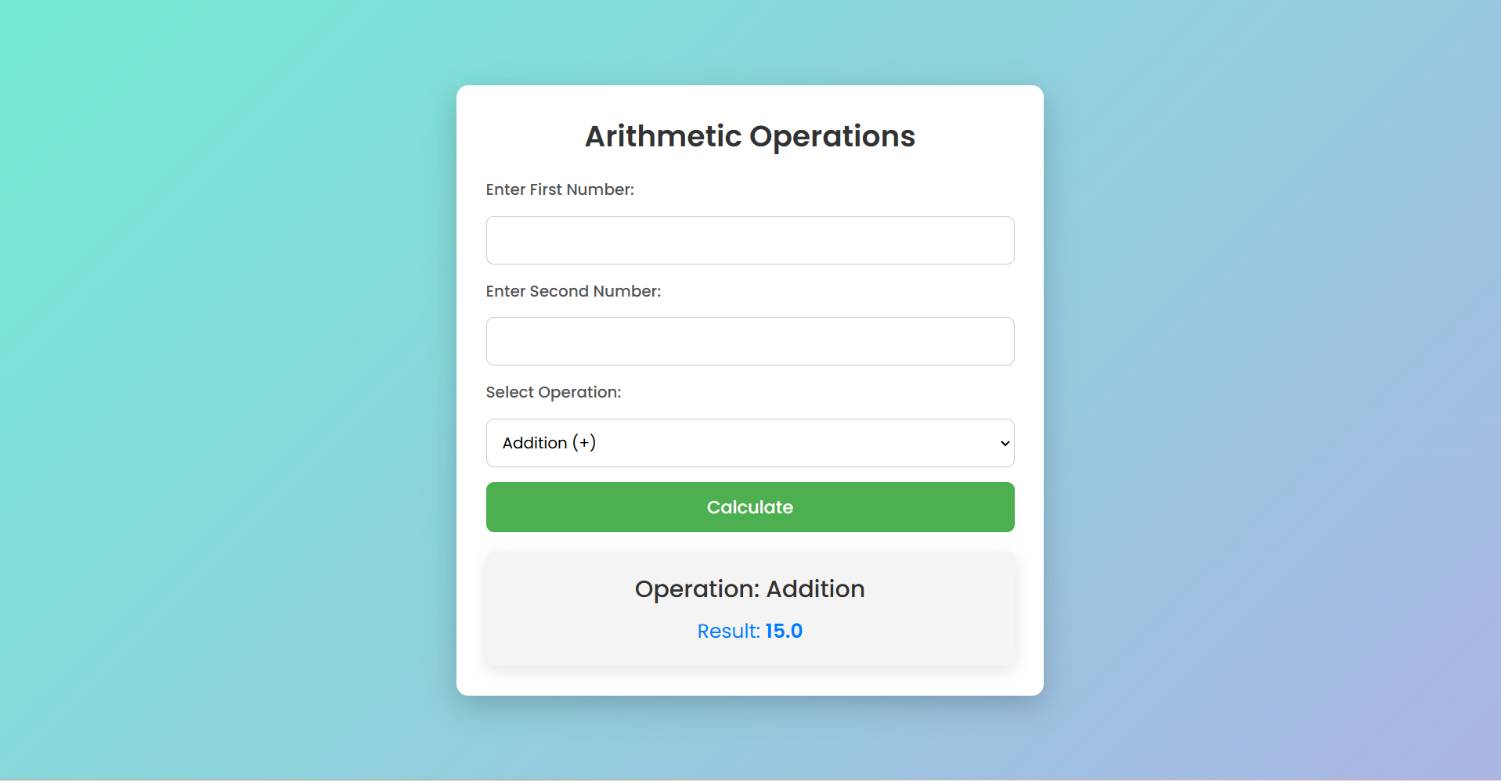 Arithmetic Operations
Enter First Number:
Enter Second Number:
Select Operation:
Addition (+)
Calculate
Operation: Addition
Result: 15.0